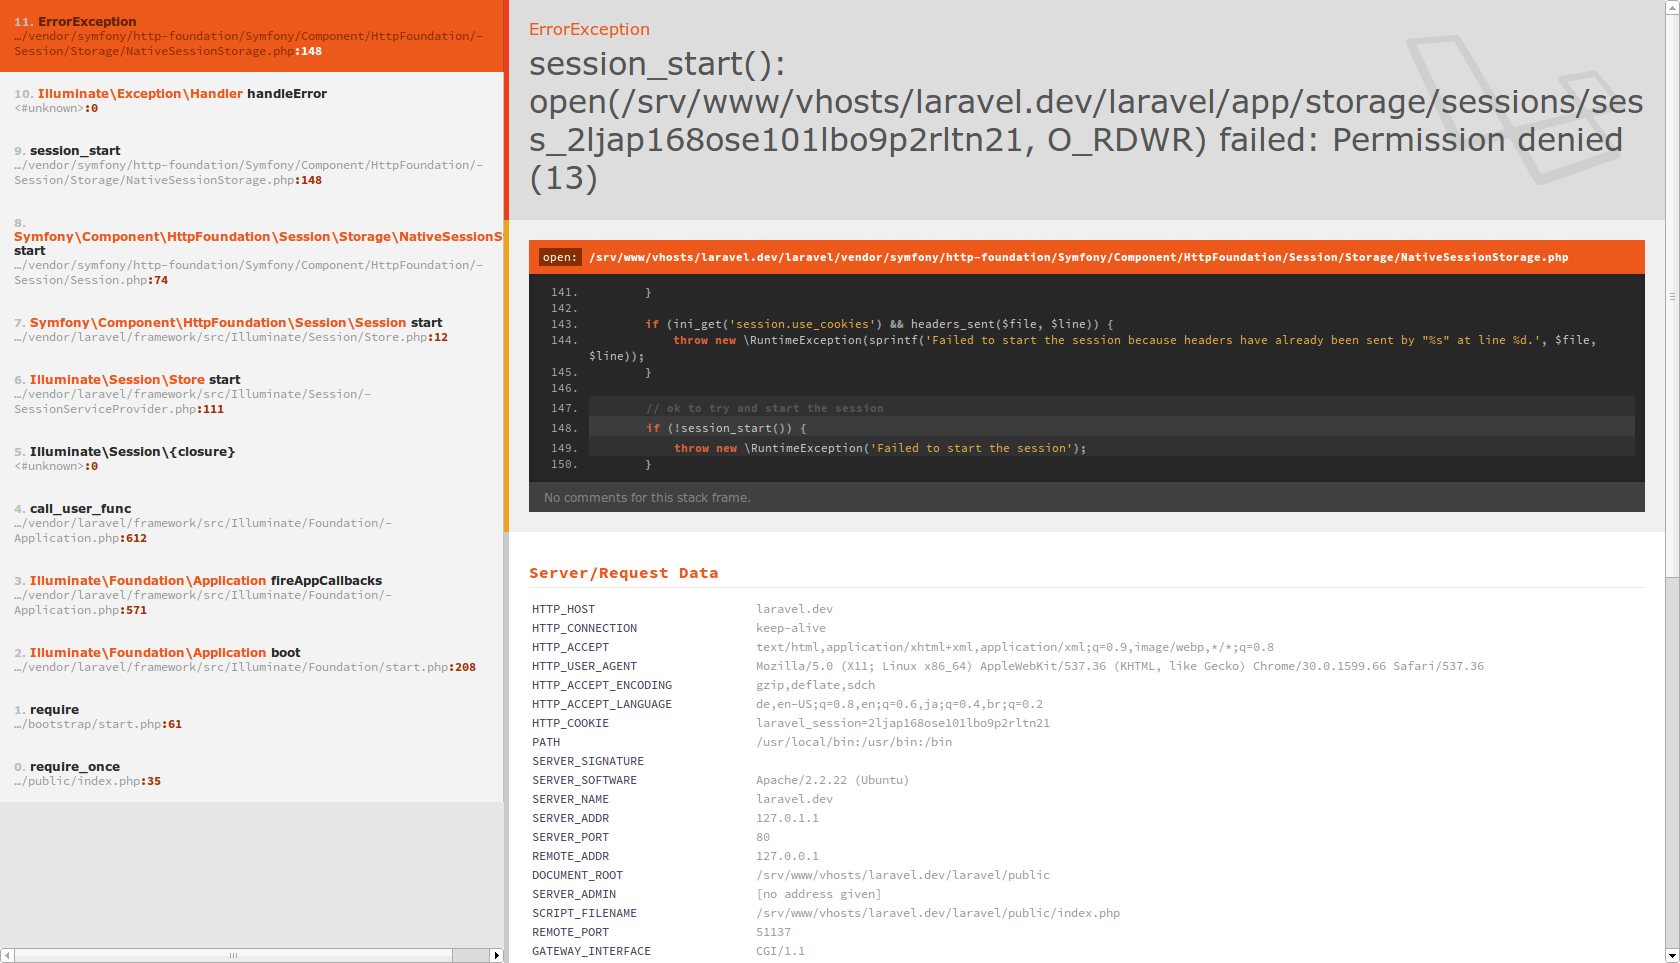 11. ErrorException
…/vendor/symfony/http-foundation/Symfony/Component/HttpFoundation/-
Session/Storage/NativeSessionStorage.php:148
10. Illuminate\Exception\Handler handleError
<#unknown>:0
9. session_start
…/vendor/symfony/http-foundation/Symfony/Component/HttpFoundation/-
Session/Storage/NativeSessionStorage.php:148
8.
Symfony\Component\HttpFoundation\Session\Storage\NativeSessionS
start
…/vendor/symfony/http-foundation/Symfony/Component/HttpFoundation/-
Session/Session.php:74
7. Symfony\Component\HttpFoundation\Session\Session start
…/vendor/laravel/framework/src/Illuminate/Session/Store.php:12
6. Illuminate\Session\Store start
…/vendor/laravel/framework/src/Illuminate/Session/-
SessionServiceProvider.php:111
5. Illuminate\Session\{closure}
<#unknown>:0
4. call_user_func
…/vendor/laravel/framework/src/Illuminate/Foundation/-
Application.php:612
3. Illuminate\Foundation\Application fireAppCallbacks
…/vendor/laravel/framework/src/Illuminate/Foundation/-
Application.php:571
2. Illuminate\Foundation\Application boot
…/vendor/laravel/framework/src/Illuminate/Foundation/start.php:208
1. require
…/bootstrap/start.php:61
0. require_once
…/public/index.php:35
ErrorException
session_start():
open(/srv/www/vhosts/laravel.dev/laravel/app/storage/sessions/ses
s_2ljap168ose101lbo9p2rltn21, O_RDWR) failed: Permission denied
(13)
open: /srv/www/vhosts/laravel.dev/laravel/vendor/symfony/http-foundation/Symfony/Component/HttpFoundation/Session/Storage/NativeSessionStorage.php
141. }
142.
143. if (ini_get('session.use_cookies') && headers_sent($file, $line)) {
144. throw new \RuntimeException(sprintf('Failed to start the session because headers have already been sent by "%s" at line %d.', $file,
$line));
145. }
146.
147. // ok to try and start the session
148. if (!session_start()) {
149. throw new \RuntimeException('Failed to start the session');
150. }
No comments for this stack frame.
Server/Request Data
HTTP_HOST laravel.dev
HTTP_CONNECTION keep-alive
HTTP_ACCEPT text/html,application/xhtml+xml,application/xml;q=0.9,image/webp,*/*;q=0.8
HTTP_USER_AGENT Mozilla/5.0 (X11; Linux x86_64) AppleWebKit/537.36 (KHTML, like Gecko) Chrome/30.0.1599.66 Safari/537.36
HTTP_ACCEPT_ENCODING gzip,deflate,sdch
HTTP_ACCEPT_LANGUAGE de,en-US;q=0.8,en;q=0.6,ja;q=0.4,br;q=0.2
HTTP_COOKIE laravel_session=2ljap168ose101lbo9p2rltn21
PATH /usr/local/bin:/usr/bin:/bin
SERVER_SIGNATURE
SERVER_SOFTWARE Apache/2.2.22 (Ubuntu)
SERVER_NAME laravel.dev
SERVER_ADDR 127.0.1.1
SERVER_PORT 80
REMOTE_ADDR 127.0.0.1
DOCUMENT_ROOT /srv/www/vhosts/laravel.dev/laravel/public
SERVER_ADMIN [no address given]
SCRIPT_FILENAME /srv/www/vhosts/laravel.dev/laravel/public/index.php
REMOTE_PORT 51137
GATEWAY_INTERFACE CGI/1.1